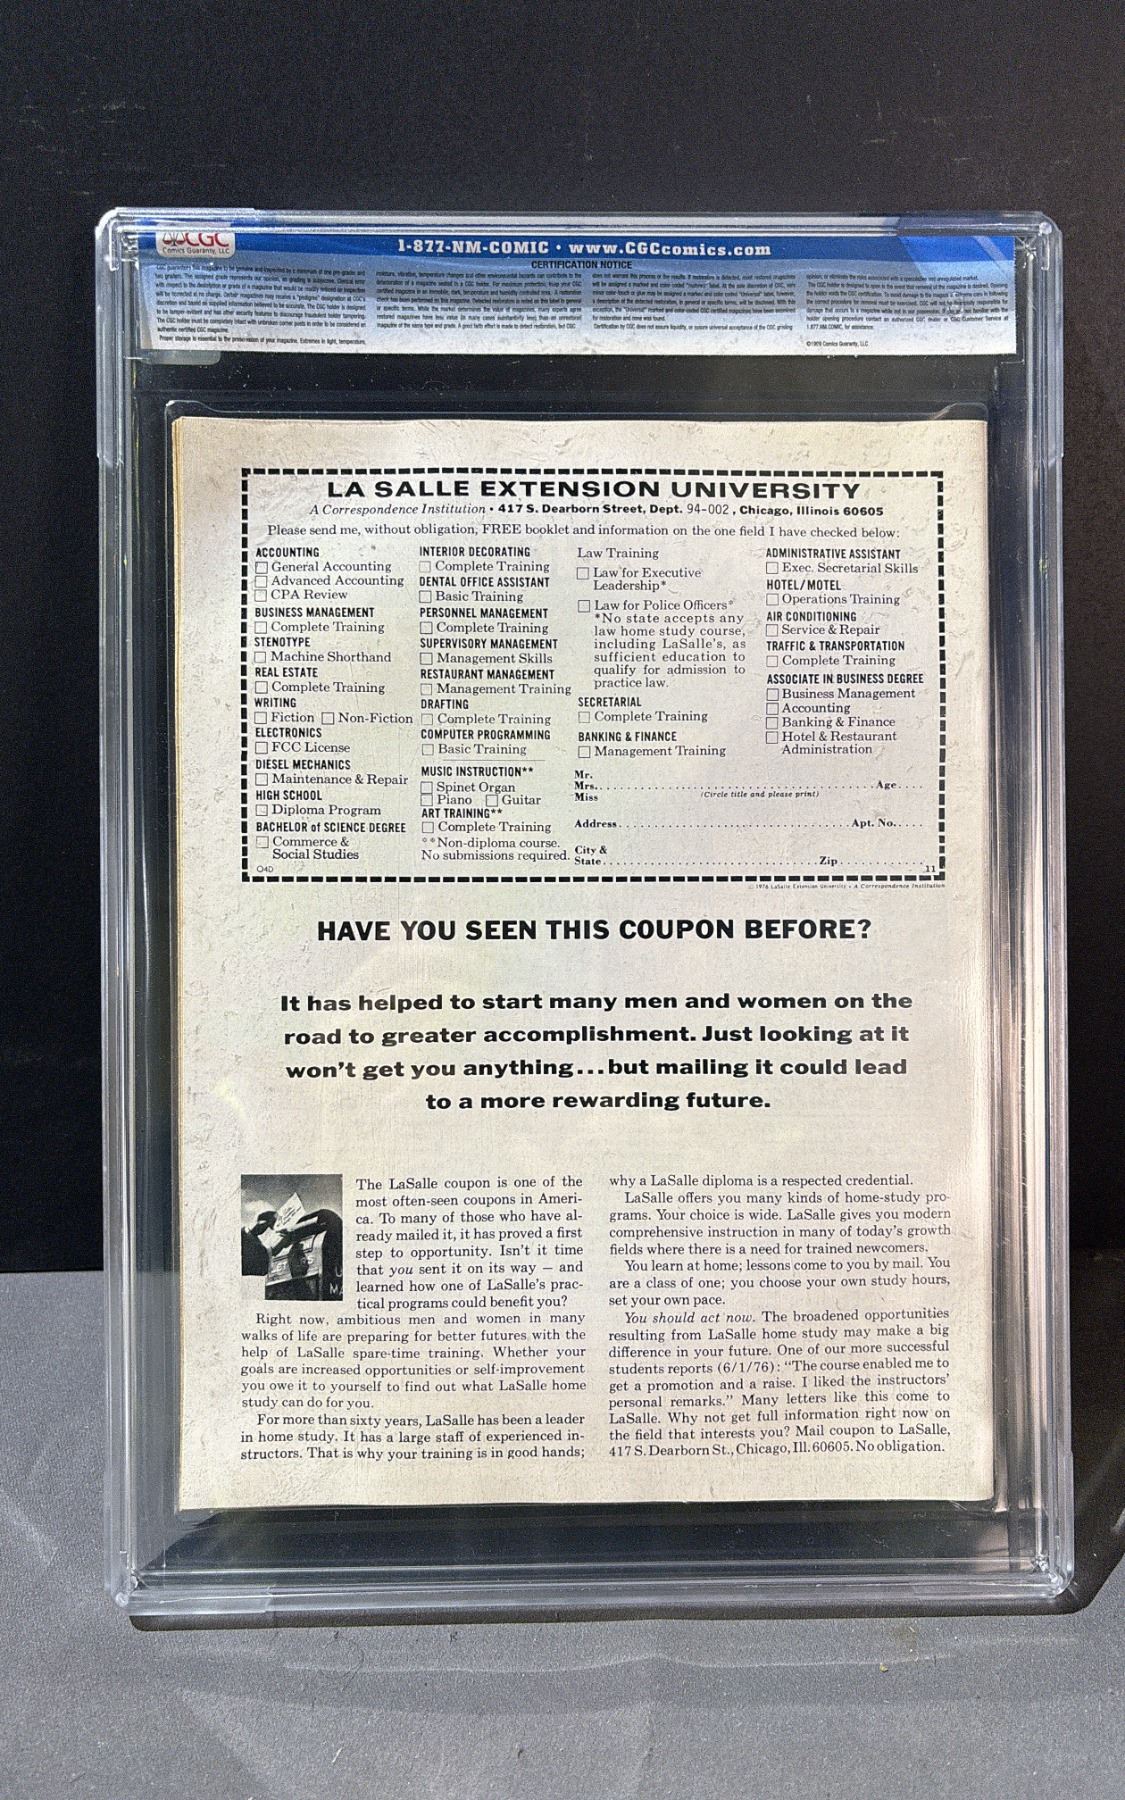 CGC
Comics Guaranty, LLC
1-877-NM-COMIC • www.CGCcomics.com
CERTIFICATION NOTICE
©1999 Comics Guaranty, LLC
LA SALLE EXTENSION UNIVERSITY
A Correspondence Institution • 417 S. Dearborn Street, Dept. 94-002 , Chicago, Illinois 60605
Please send me, without obligation, FREE booklet and information on the one field I have checked below:
ACCOUNTING
General Accounting
Advanced Accounting
CPA Review
BUSINESS MANAGEMENT
Complete Training
STENOTYPE
Machine Shorthand
REAL ESTATE
Complete Training
WRITING
Fiction Non-Fiction
ELECTRONICS
FCC License
DIESEL MECHANICS
Maintenance & Repair
HIGH SCHOOL
Diploma Program
BACHELOR of SCIENCE DEGREE
Commerce &
Social Studies
O4D
INTERIOR DECORATING
Complete Training
DENTAL OFFICE ASSISTANT
Basic Training
PERSONNEL MANAGEMENT
Complete Training
SUPERVISORY MANAGEMENT
Management Skills
RESTAURANT MANAGEMENT
Management Training
DRAFTING
Complete Training
COMPUTER PROGRAMMING
Basic Training
MUSIC INSTRUCTION**
Spinet Organ
Piano Guitar
ART TRAINING**
Complete Training
**Non-diploma course.
No submissions required.
Law Training
Law for Executive
Leadership*
Law for Police Officers*
*No state accepts any
law home study course,
including LaSalle's, as
sufficient education to
qualify for admission to
practice law.
SECRETARIAL
Complete Training
BANKING & FINANCE
Management Training
ADMINISTRATIVE ASSISTANT
Exec. Secretarial Skills
HOTEL/MOTEL
Operations Training
AIR CONDITIONING
Service & Repair
TRAFFIC & TRANSPORTATION
Complete Training
ASSOCIATE IN BUSINESS DEGREE
Business Management
Accounting
Banking & Finance
Hotel & Restaurant
Administration
Mr.
Mrs. Age
Miss (Circle title and please print)
Address Apt. No.
City &
State Zip
11
© 1976 LaSalle Extension University • A Correspondence Institution
HAVE YOU SEEN THIS COUPON BEFORE?
It has helped to start many men and women on the
road to greater accomplishment. Just looking at it
won't get you anything...but mailing it could lead
to a more rewarding future.
The LaSalle coupon is one of the
most often-seen coupons in Ameri-
ca. To many of those who have al-
ready mailed it, it has proved a first
step to opportunity. Isn't it time
that you sent it on its way — and
learned how one of LaSalle's prac-
tical programs could benefit you?
Right now, ambitious men and women in many
walks of life are preparing for better futures with the
help of LaSalle spare-time training. Whether your
goals are increased opportunities or self-improvement
you owe it to yourself to find out what LaSalle home
study can do for you.
For more than sixty years, LaSalle has been a leader
in home study. It has a large staff of experienced in-
structors. That is why your training is in good hands;
why a LaSalle diploma is a respected credential.
LaSalle offers you many kinds of home-study pro-
grams. Your choice is wide. LaSalle gives you modern
comprehensive instruction in many of today's growth
fields where there is a need for trained newcomers.
You learn at home; lessons come to you by mail. You
are a class of one; you choose your own study hours,
set your own pace.
You should act now. The broadened opportunities
resulting from LaSalle home study may make a big
difference in your future. One of our more successful
students reports (6/1/76): "The course enabled me to
get a promotion and a raise. I liked the instructors'
personal remarks." Many letters like this come to
LaSalle. Why not get full information right now on
the field that interests you? Mail coupon to LaSalle,
417 S. Dearborn St., Chicago, Ill. 60605. No obligation.